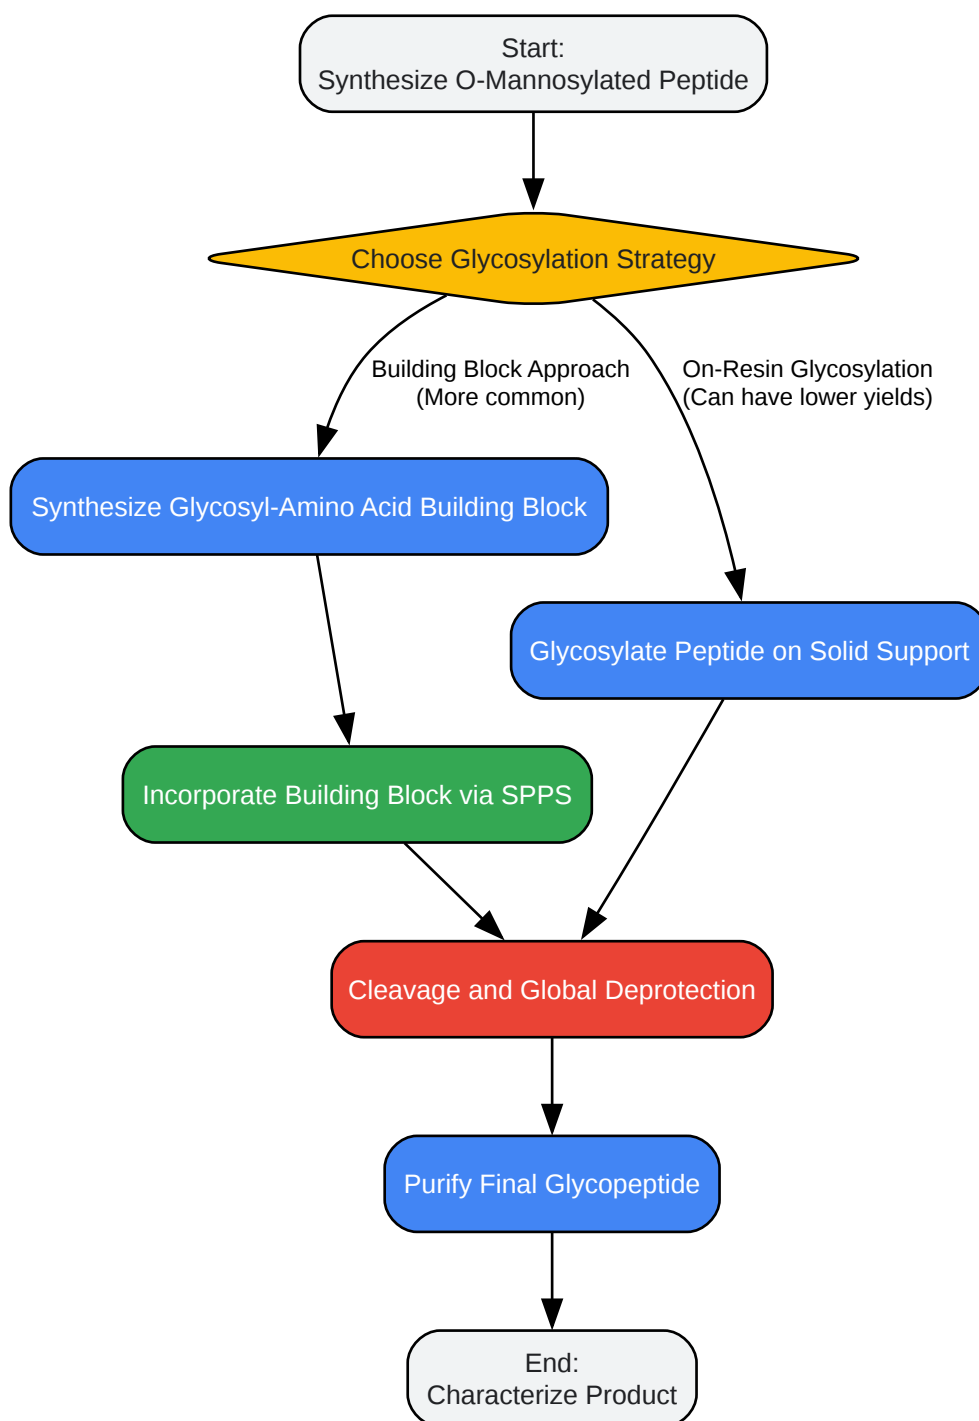 Start:
Synthesize O-Mannosylated Peptide
Choose Glycosylation Strategy
Building Block Approach
(More common)
On-Resin Glycosylation
(Can have lower yields)
Synthesize Glycosyl-Amino Acid Building Block
Glycosylate Peptide on Solid Support
Incorporate Building Block via SPPS
Cleavage and Global Deprotection
Purify Final Glycopeptide
End:
Characterize Product